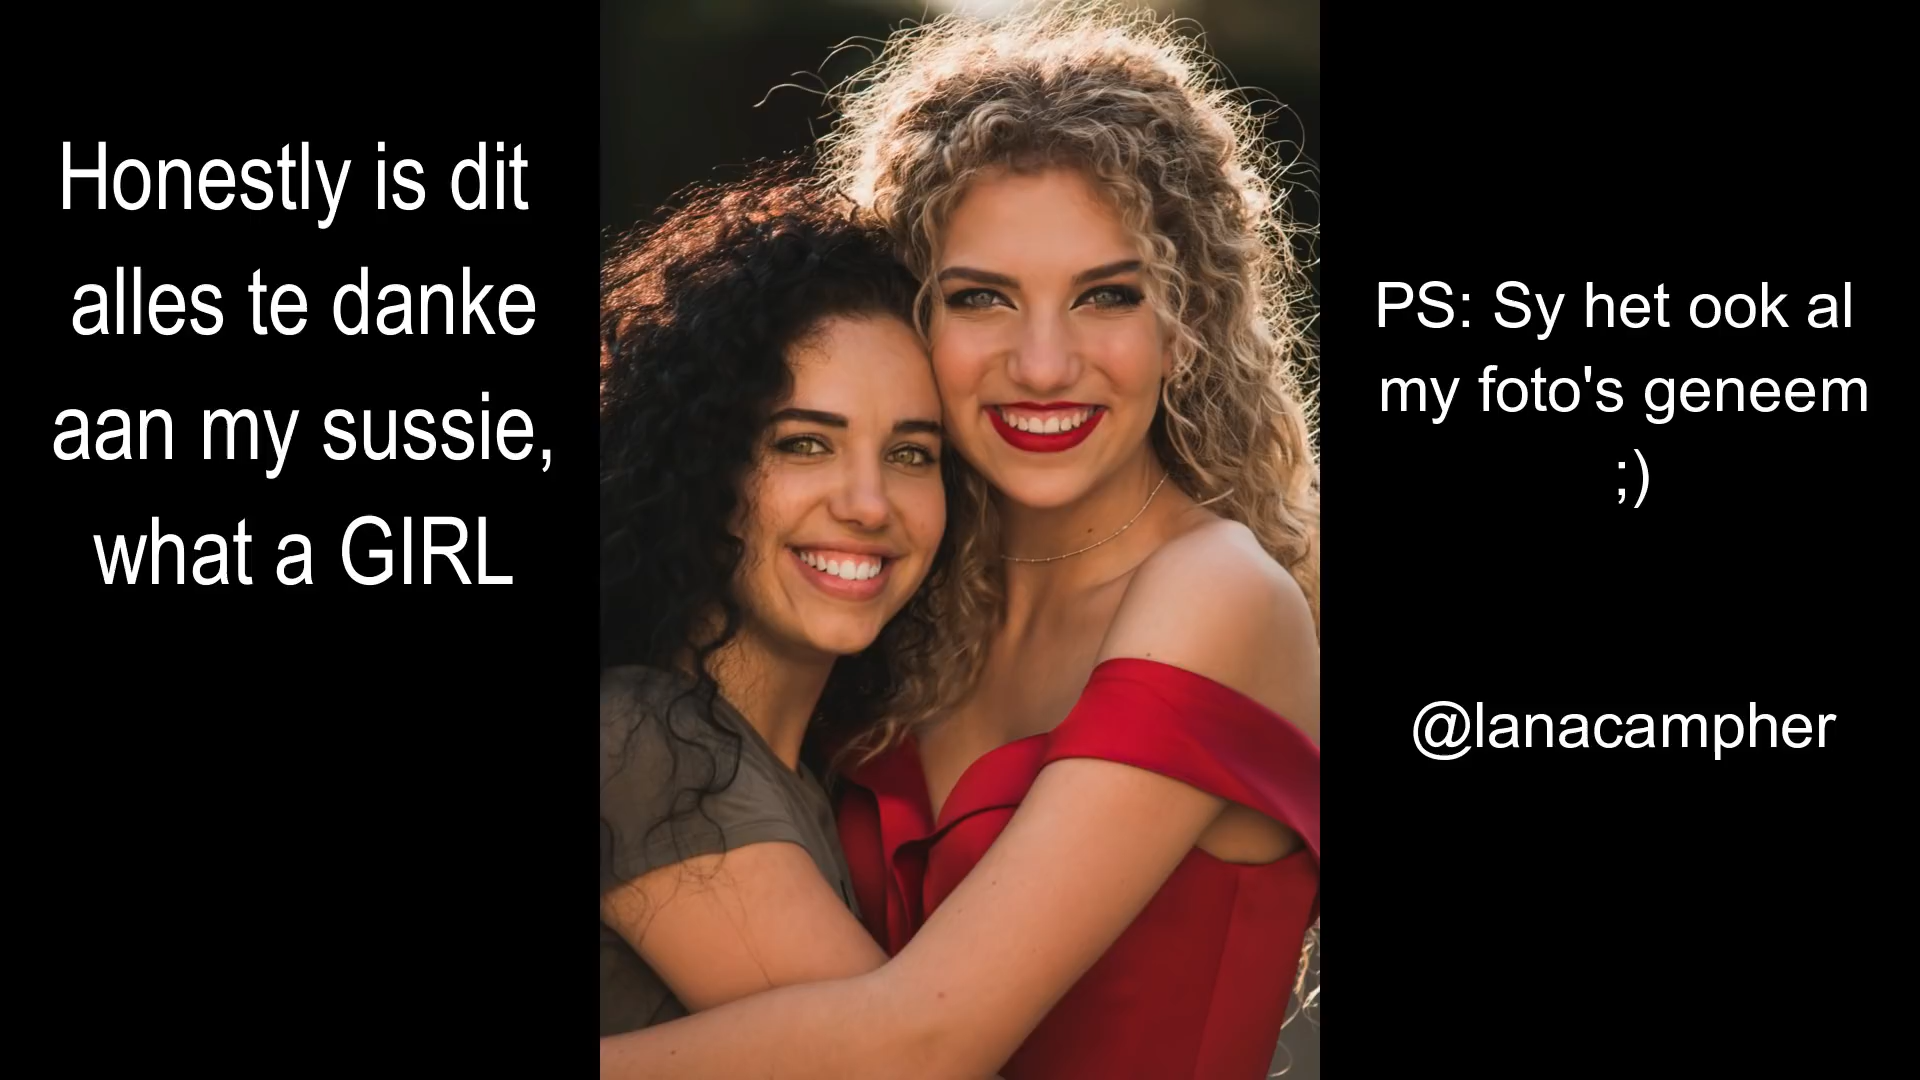 Honestly is dit
alles te danke
aan my sussie,
what a GIRL
PS: Sy het ook al
my foto's geneem
;)
@lanacampher